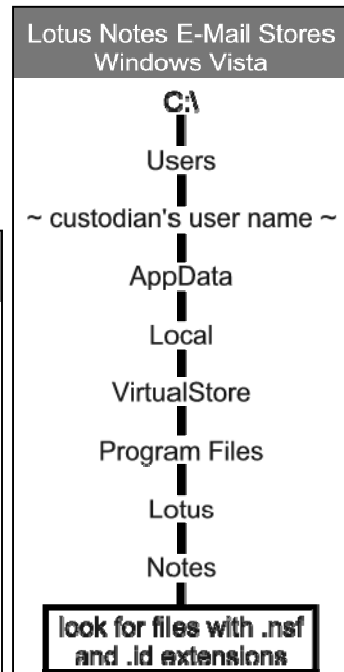 Lotus Notes E-Mail Stores
Windows Vista
C:\
Users
~ custodian's user name ~
AppData
Local
VirtualStore
Program Files
Lotus
Notes
look for files with .nsf
and .id extensions